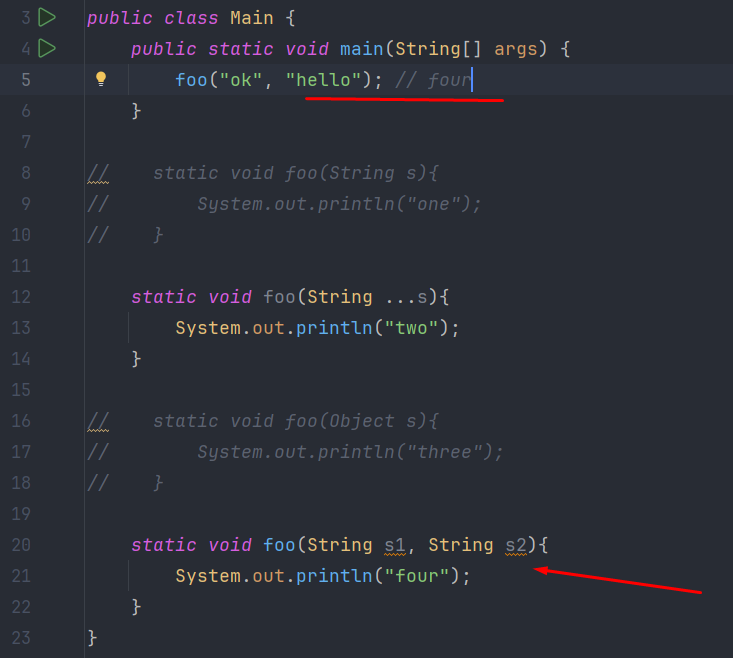 3 public class Main {
4 public static void main(String[] args) {
5 foo("ok", "hello"); // four
6 }
7
8 // static void foo(String s){
9 // System.out.println("one");
10 // }
11
12 static void foo(String ...s){
13 System.out.println("two");
14 }
15
16 // static void foo(Object s){
17 // System.out.println("three");
18 // }
19
20 static void foo(String s1, String s2){
21 System.out.println("four");
22 }
23 }